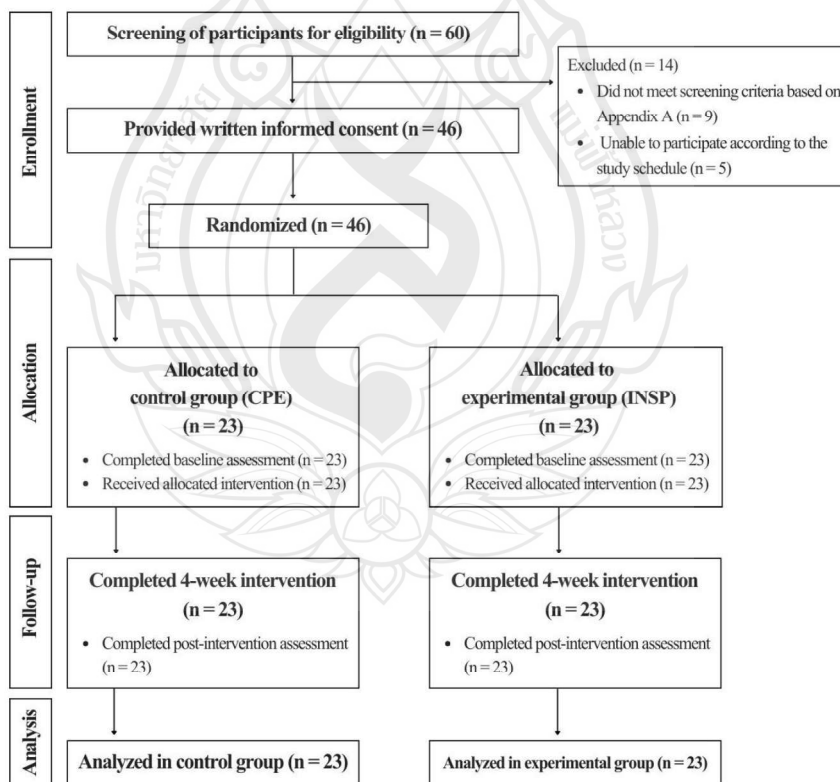 Enrollment
Screening of participants for eligibility (n = 60)
Excluded (n = 14)
• Did not meet screening criteria based on
Appendix A (n = 9)
• Unable to participate according to the
study schedule (n = 5)
Provided written informed consent (n = 46)
Randomized (n = 46)
Allocation
Allocated to
control group (CPE)
(n = 23)
• Completed baseline assessment (n = 23)
• Received allocated intervention (n = 23)
Allocated to
experimental group (INSP)
(n = 23)
• Completed baseline assessment (n = 23)
• Received allocated intervention (n = 23)
Follow-up
Completed 4-week intervention
(n = 23)
• Completed post-intervention assessment
(n = 23)
Completed 4-week intervention
(n = 23)
• Completed post-intervention assessment
(n = 23)
Analysis
Analyzed in control group (n = 23)
Analyzed in experimental group (n = 23)